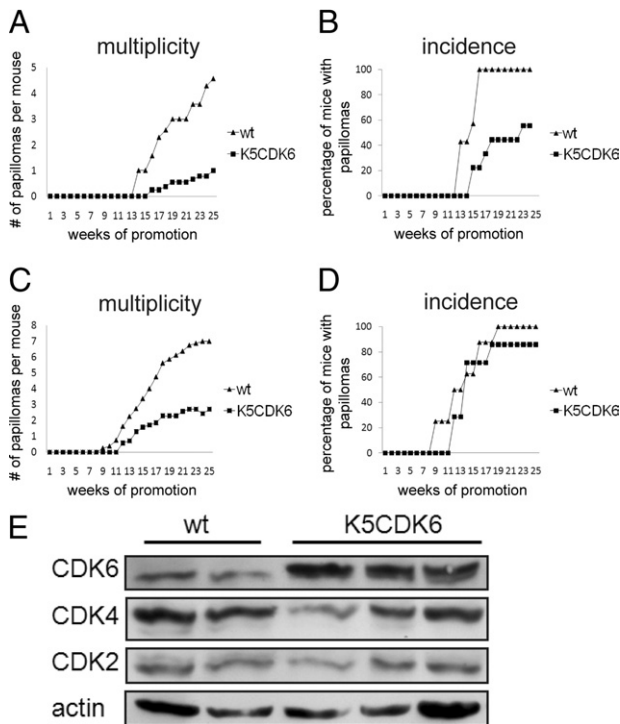 A
multiplicity
# of papillomas per mouse
5
4
3
2
1
0
1 3 5 7 9 11 13 15 17 19 21 23 25
weeks of promotion
wt
K5CDK6
B
incidence
percentage of mice with
papillomas
100
80
60
40
20
0
1 3 5 7 9 11 13 15 17 19 21 23 25
weeks of promotion
wt
K5CDK6
C
multiplicity
# of papillomas per mouse
7
6
5
4
3
2
1
0
1 3 5 7 9 11 13 15 17 19 21 23 25
weeks of promotion
wt
K5CDK6
D
incidence
percentage of mice with
papillomas
100
80
60
40
20
0
1 3 5 7 9 11 13 15 17 19 21 23 25
weeks of promotion
wt
K5CDK6
E
wt K5CDK6
CDK6
CDK4
CDK2
actin